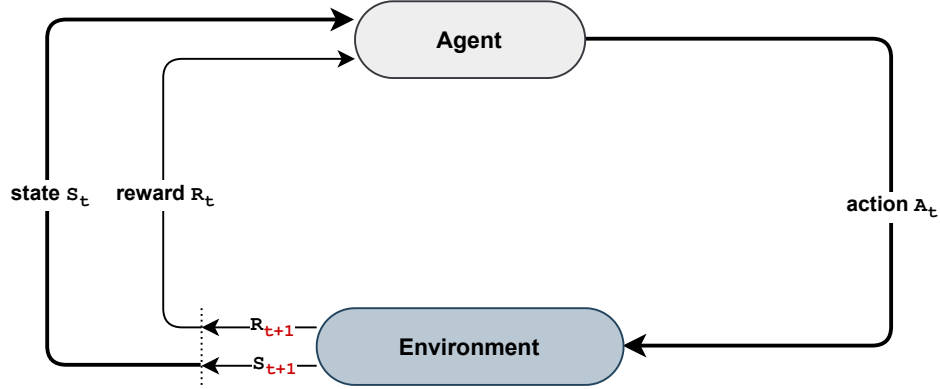 Agent
state St
reward Rt
action At
Rt+1
Environment
St+1